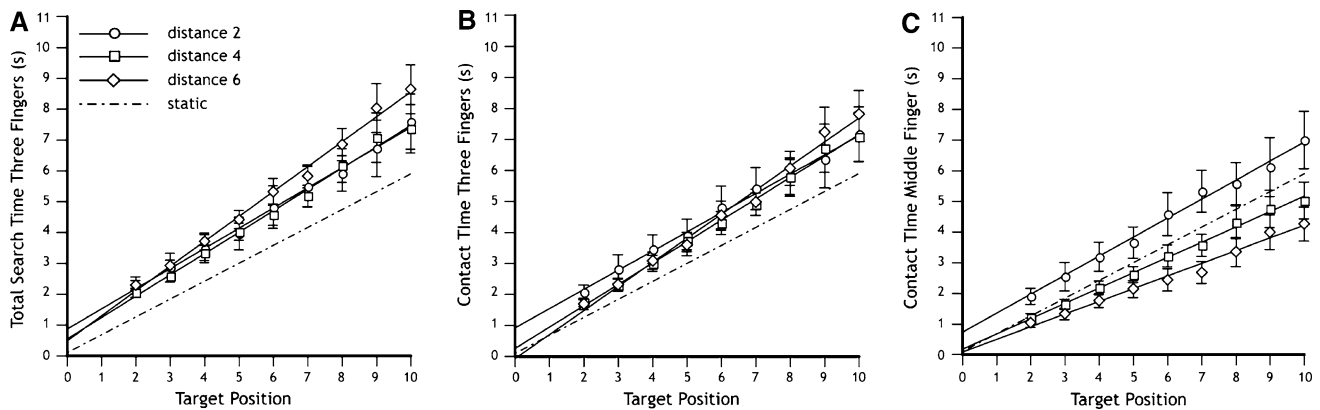 A
11
10
9
8
7
6
5
4
3
2
1
0
Total Search Time Three Fingers (s)
distance 2
distance 4
distance 6
static
0 1 2 3 4 5 6 7 8 9 10
Target Position
B
11
10
9
8
7
6
5
4
3
2
1
0
Contact Time Three Fingers (s)
0 1 2 3 4 5 6 7 8 9 10
Target Position
C
11
10
9
8
7
6
5
4
3
2
1
0
Contact TIme Middle Finger (s)
0 1 2 3 4 5 6 7 8 9 10
Target Position